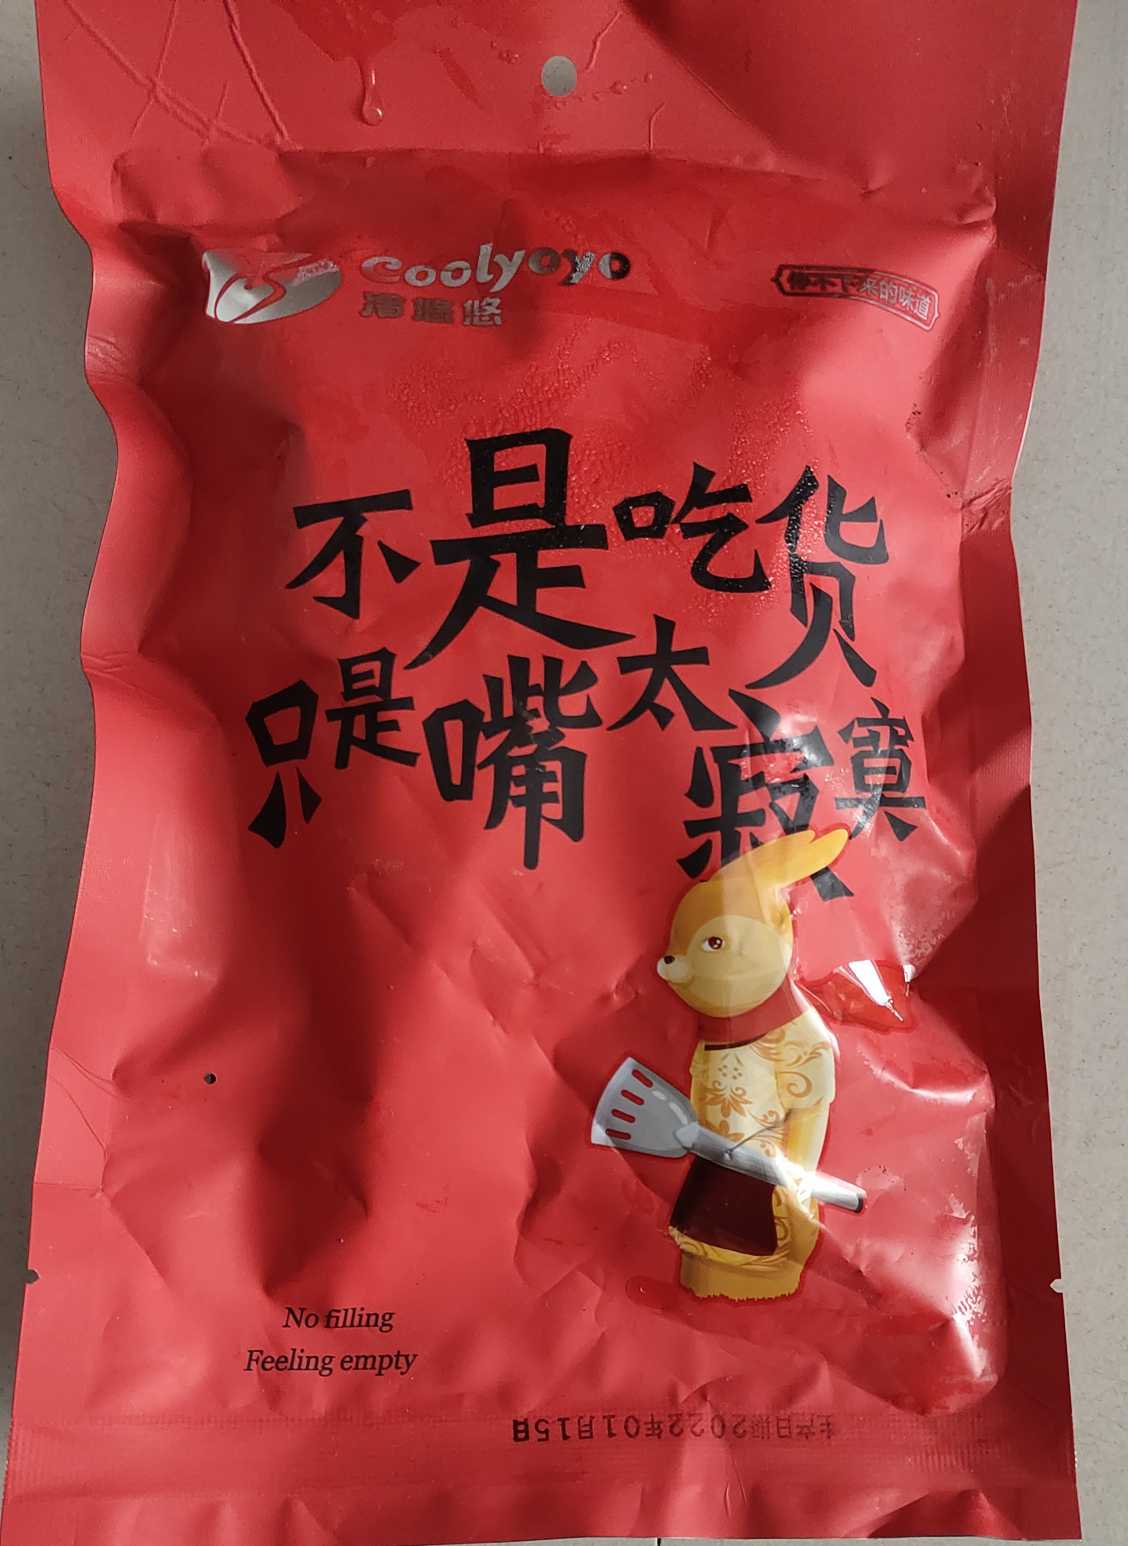 Coolyoyo
冷悠悠
停不下来的味道
不是吃货
只是嘴太寂寞
No filling
Feeling empty
生产日期2022年01月15日